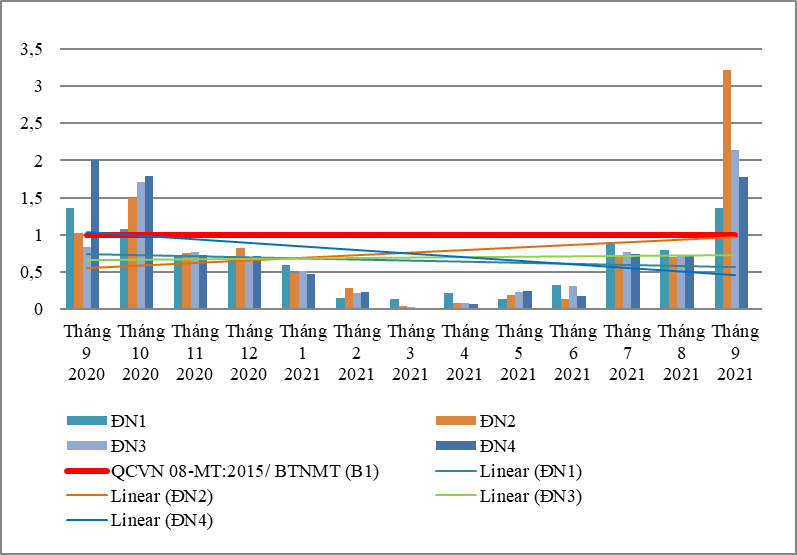 3,5
3
2,5
2
1,5
1
0,5
0
Tháng Tháng Tháng Tháng Tháng Tháng Tháng Tháng Tháng Tháng Tháng Tháng Tháng
9 10 11 12 1 2 3 4 5 6 7 8 9
2020 2020 2020 2020 2021 2021 2021 2021 2021 2021 2021 2021 2021
ĐN1 ĐN2
ĐN3 ĐN4
QCVN 08-MT:2015/ BTNMT (B1) Linear (ĐN1)
Linear (ĐN2) Linear (ĐN3)
Linear (ĐN4)